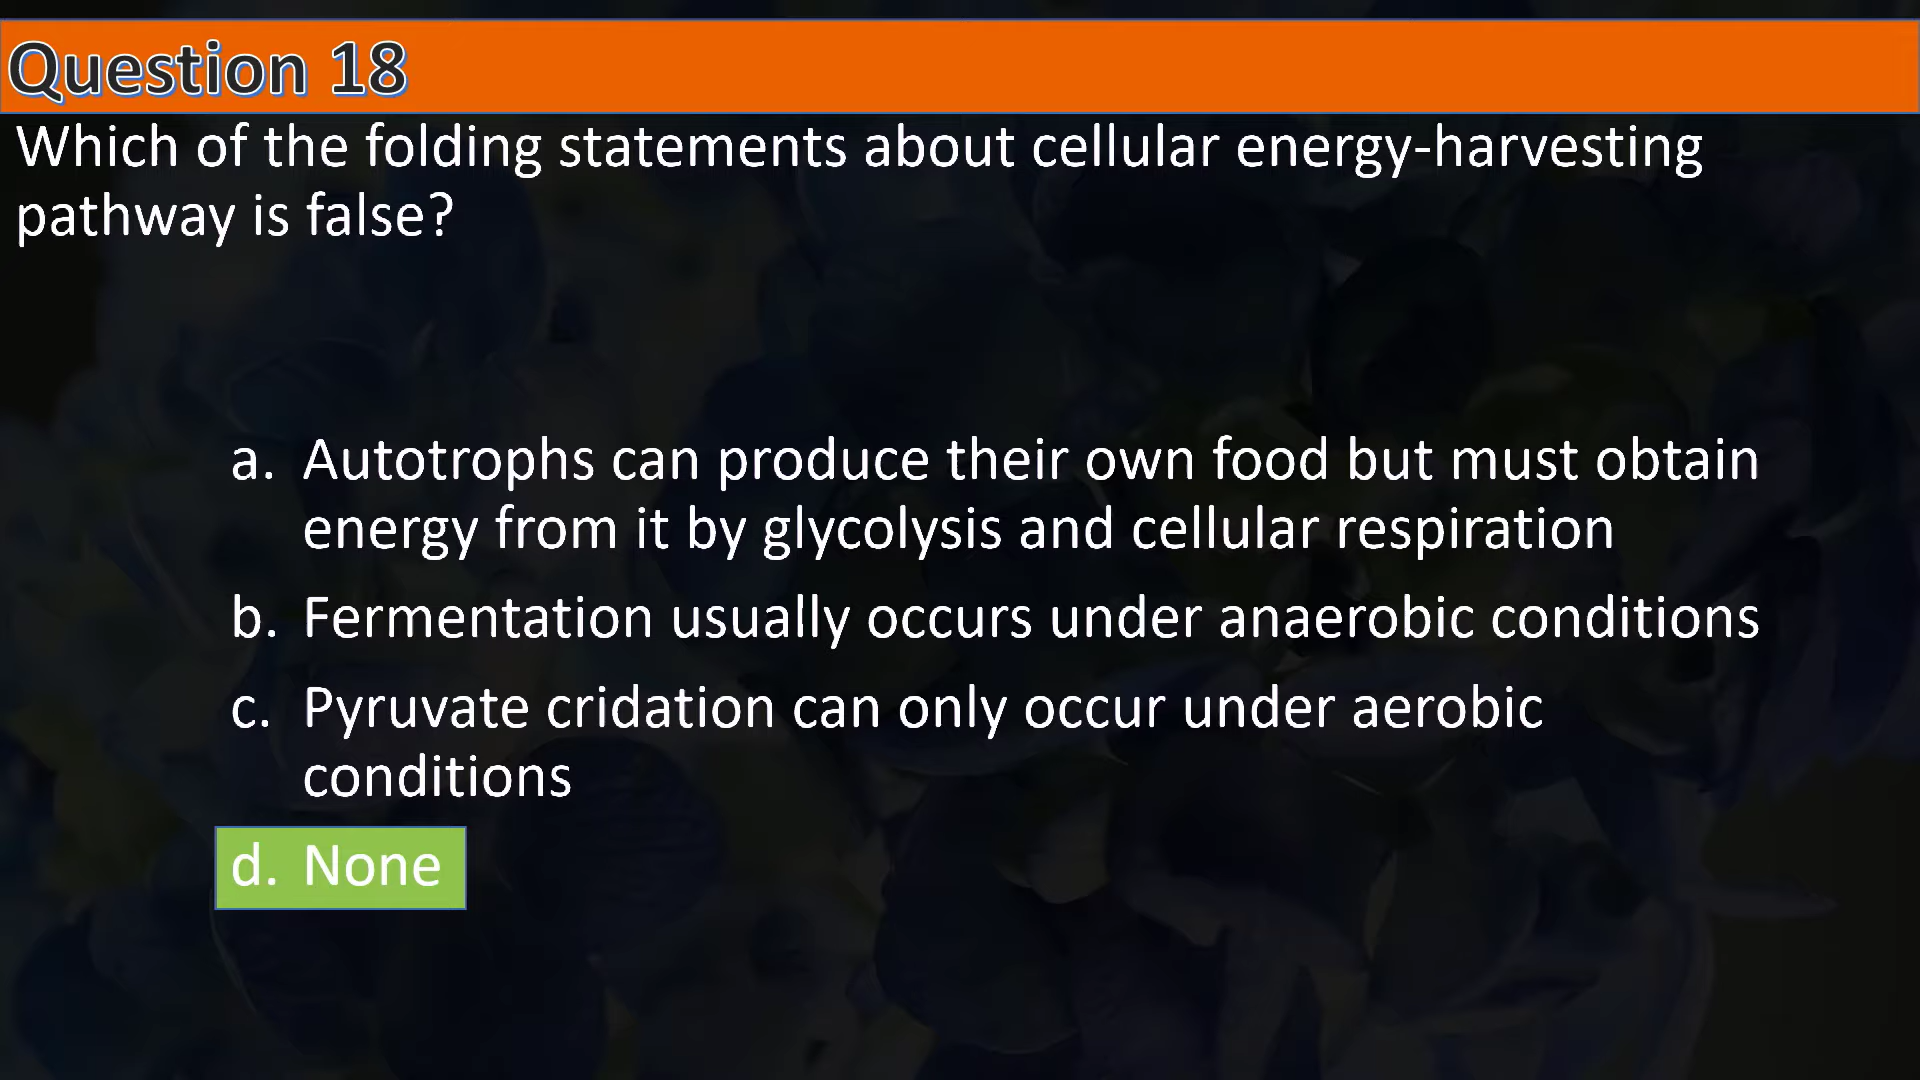 Question 18
Which of the folding statements about cellular energy-harvesting
pathway is false?
a. Autotrophs can produce their own food but must obtain
energy from it by glycolysis and cellular respiration
b. Fermentation usually occurs under anaerobic conditions
c. Pyruvate cridation can only occur under aerobic
conditions
d. None